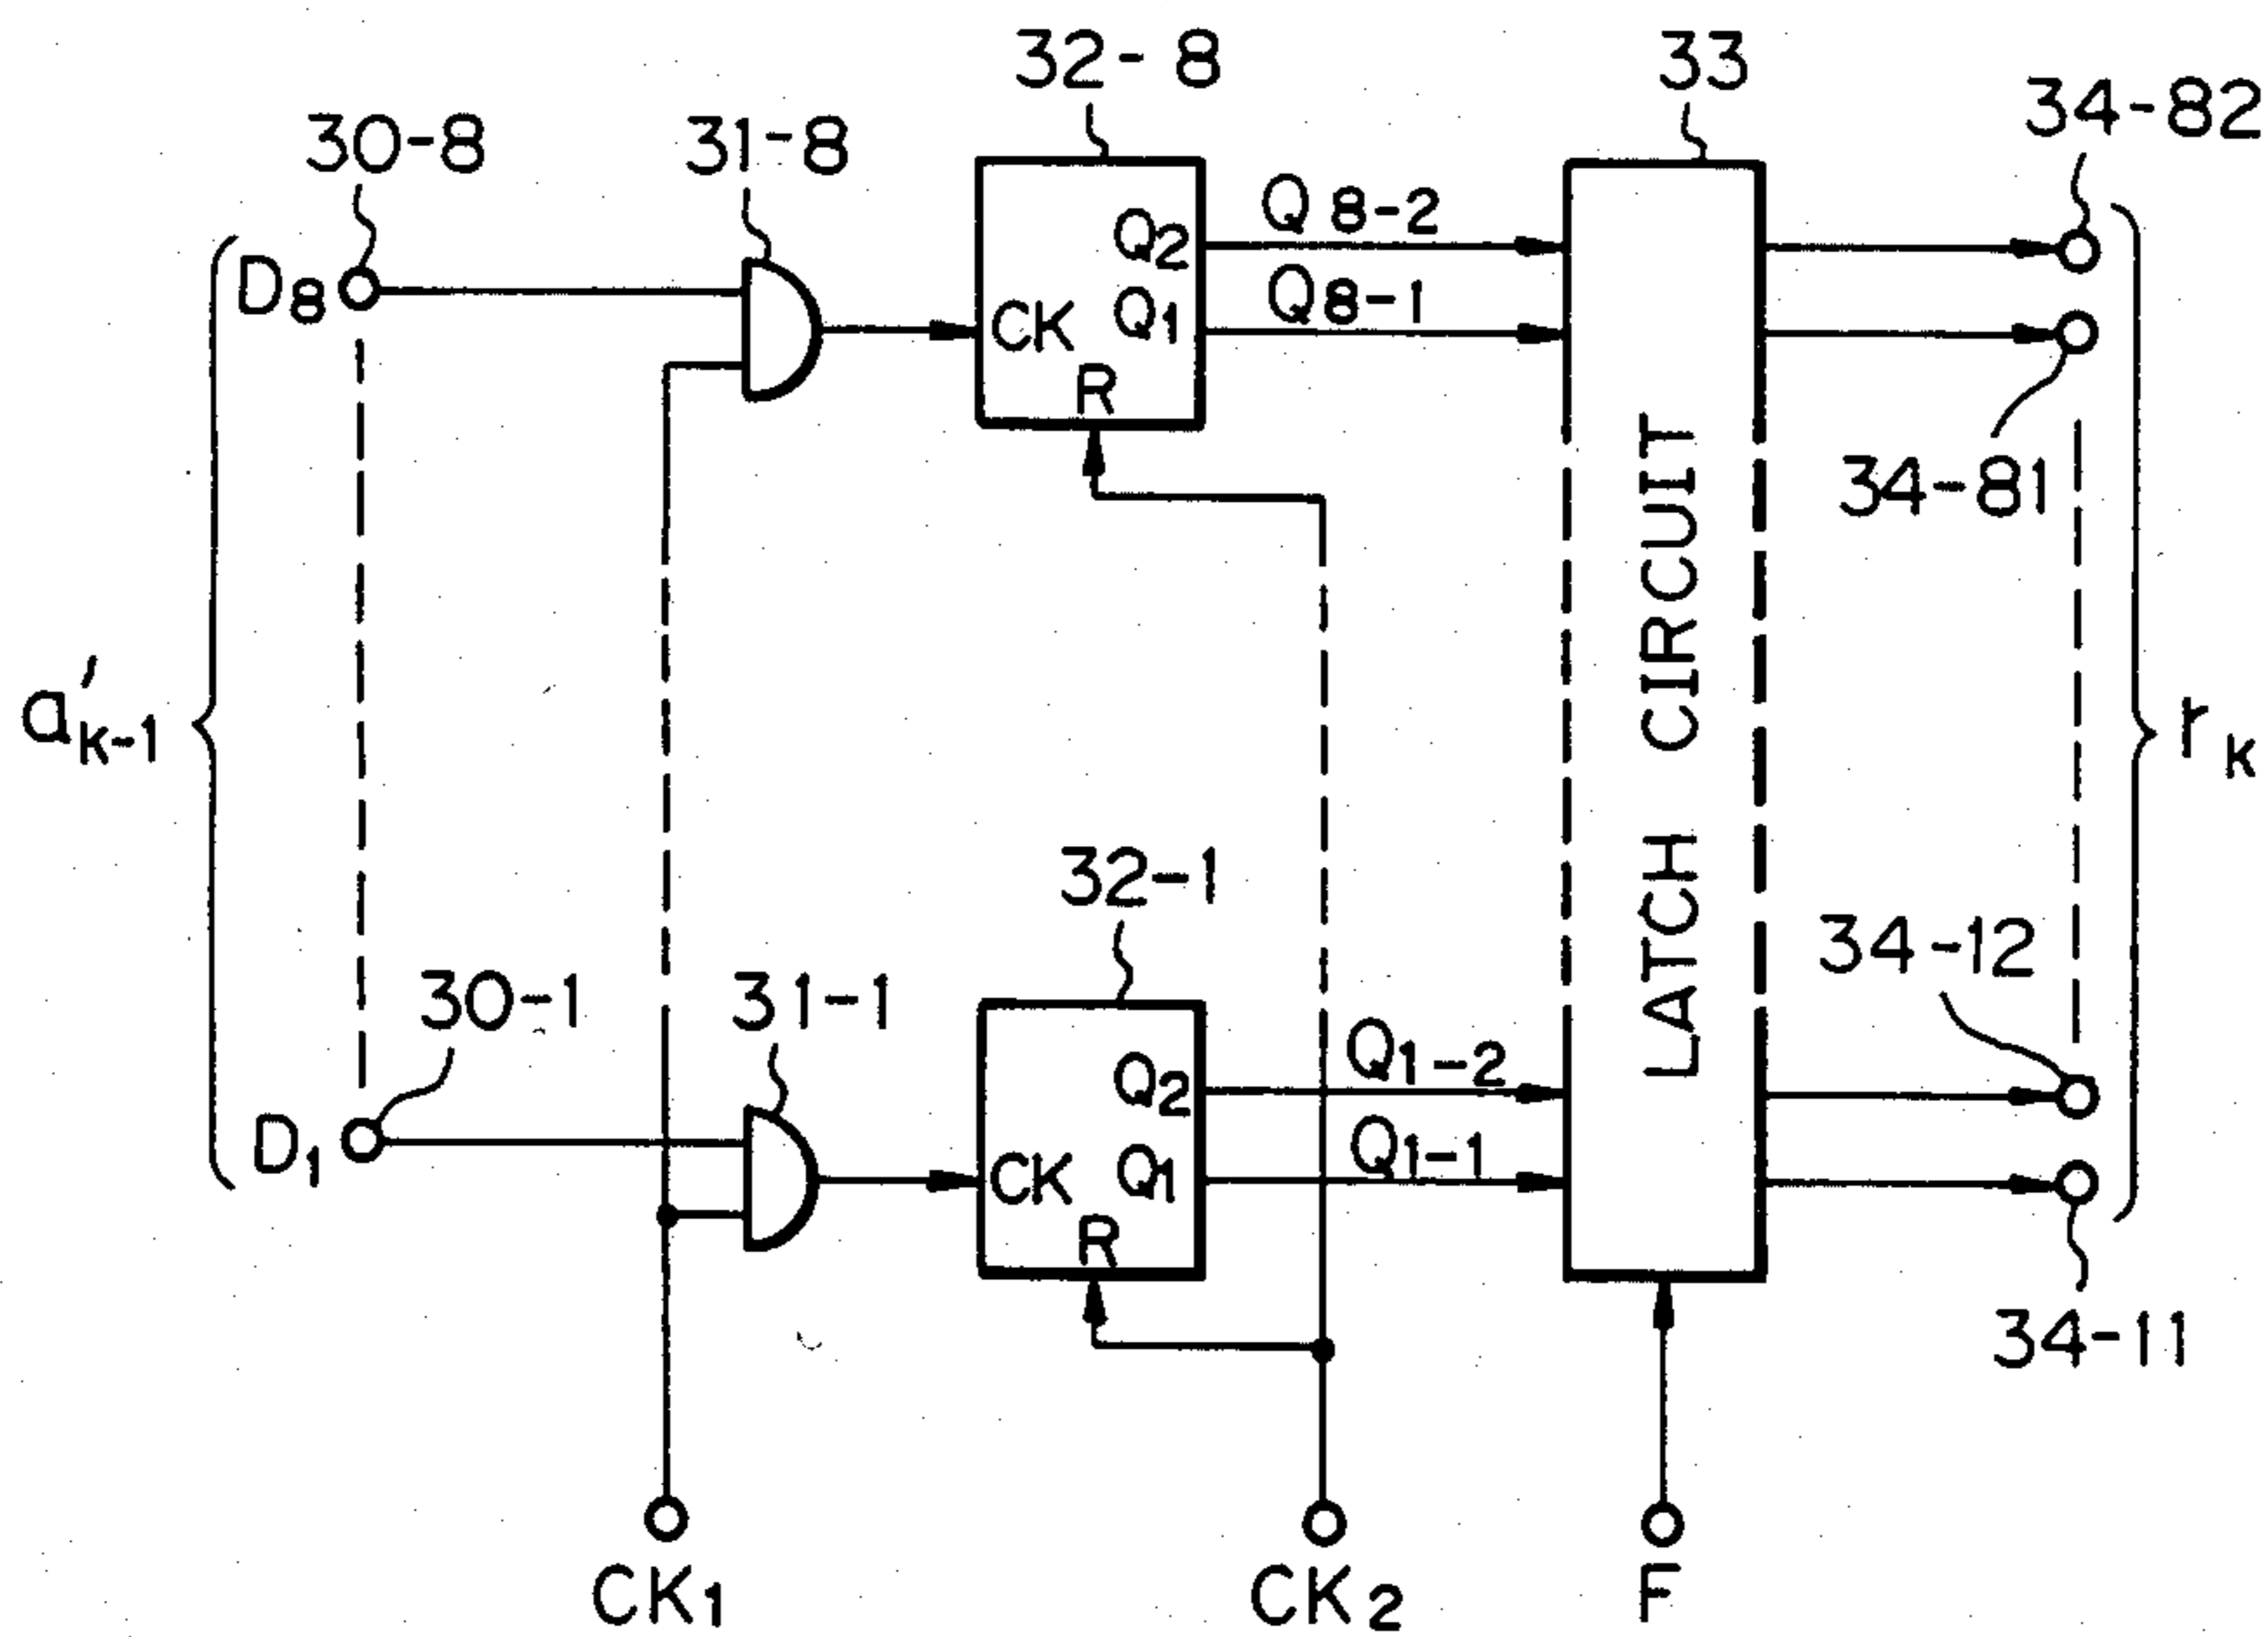 32-8
33
34-82
30-8
31-8
Q8-2
Q2
D8
Q8-1
Q1
CK
R
34-81
LATCH CIRCUIT
a'k-1
rk
32-1
34-12
30-1
31-1
Q1-2
Q2
Q1-1
D1
CK
Q1
R
34-11
CK1
CK2
F